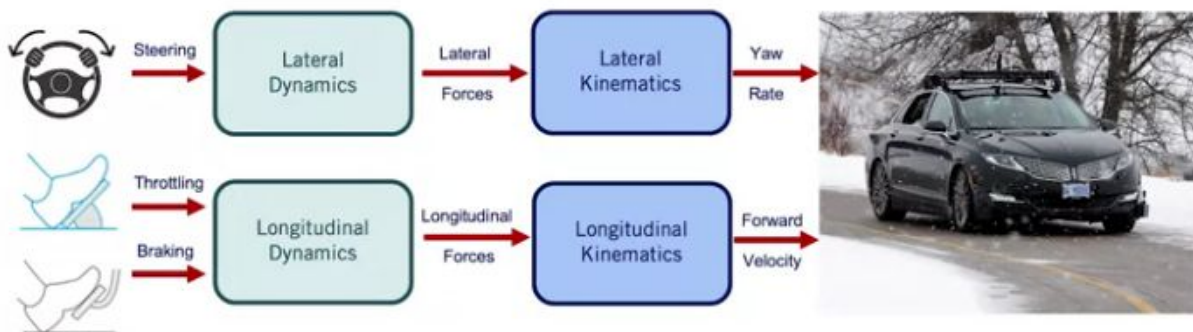 Steering
Lateral
Dynamics
Lateral
Forces
Lateral
Kinematics
Yaw
Rate
Throttling
Braking
Longitudinal
Dynamics
Longitudinal
Forces
Longitudinal
Kinematics
Forward
Velocity